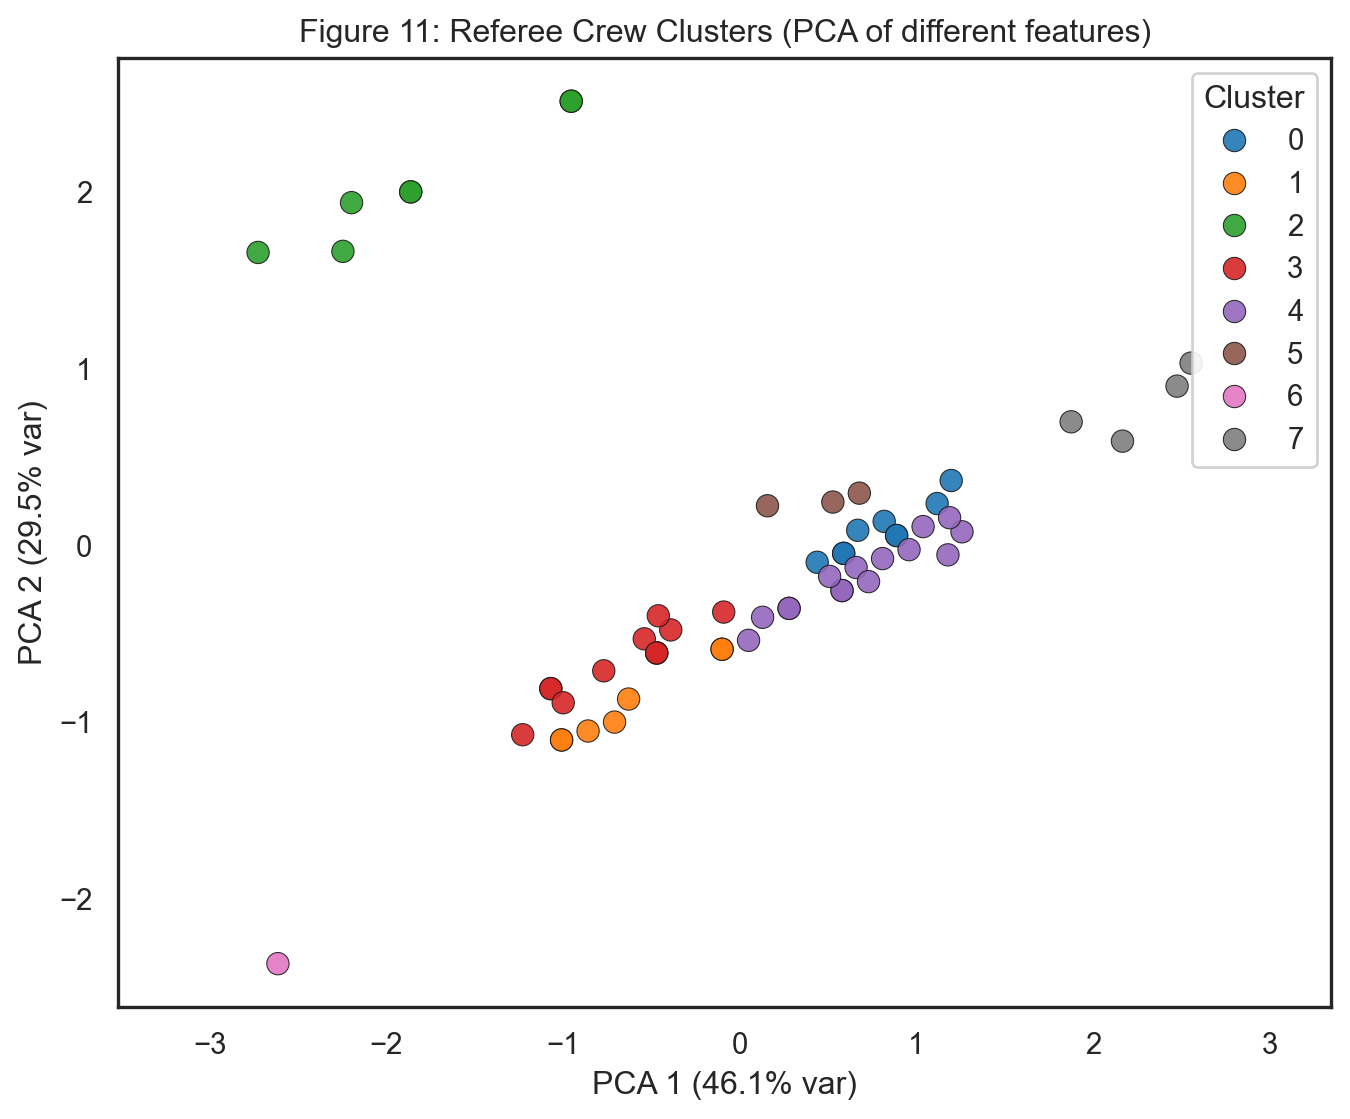 Figure 11: Referee Crew Clusters (PCA of different features)
Cluster
0
1
2
3
4
5
6
7
2
1
0
−1
−2
PCA 2 (29.5% var)
−3 −2 −1 0 1 2 3
PCA 1 (46.1% var)